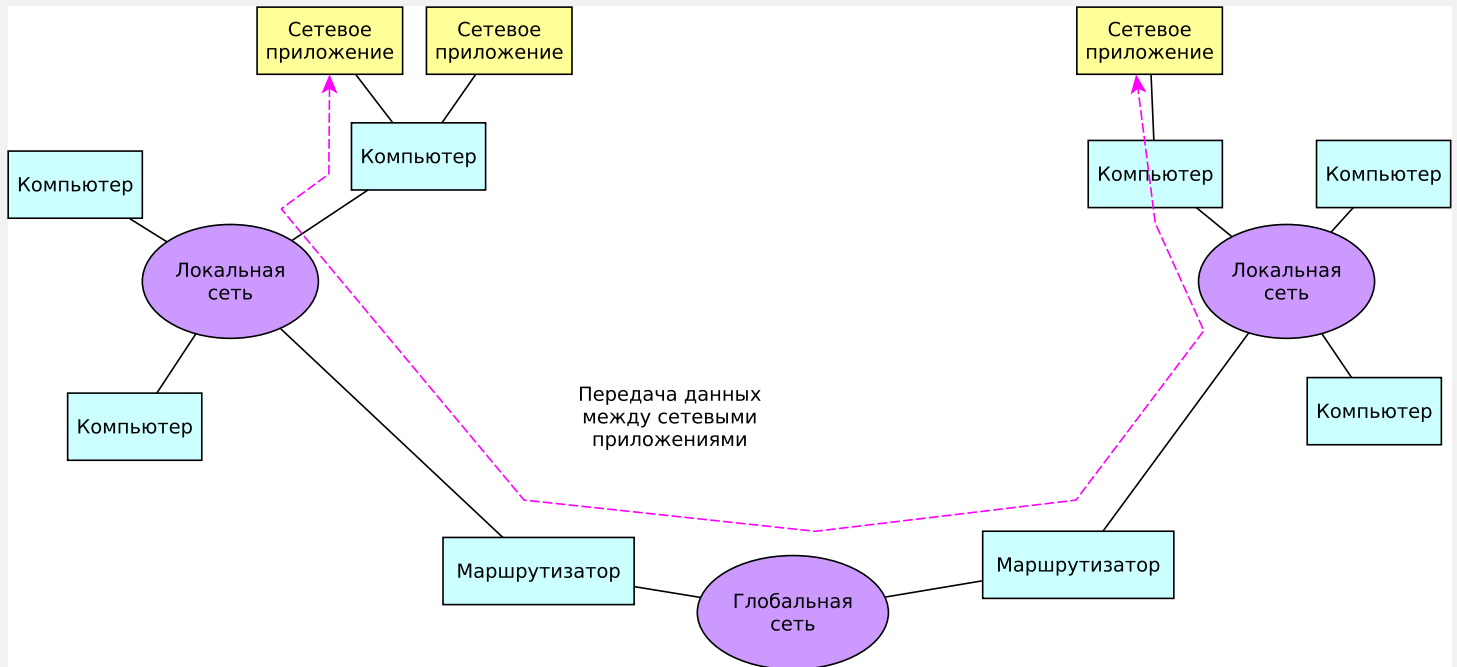 Сетевое
приложение
Сетевое
приложение
Сетевое
приложение
Компьютер
Компьютер
Компьютер
Компьютер
Локальная
сеть
Локальная
сеть
Передача данных
между сетевыми
приложениями
Компьютер
Компьютер
Маршрутизатор
Маршрутизатор
Глобальная
сеть